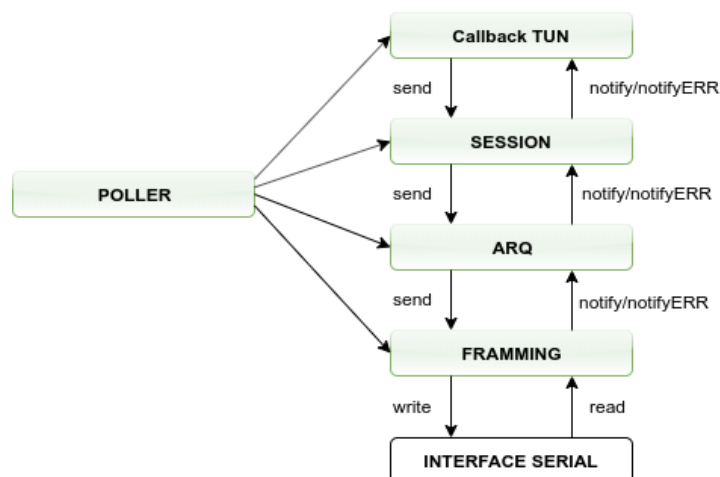 Callback TUN
send
notify/notifyERR
SESSION
POLLER
send
notify/notifyERR
ARQ
send
notify/notifyERR
FRAMMING
write
read
INTERFACE SERIAL